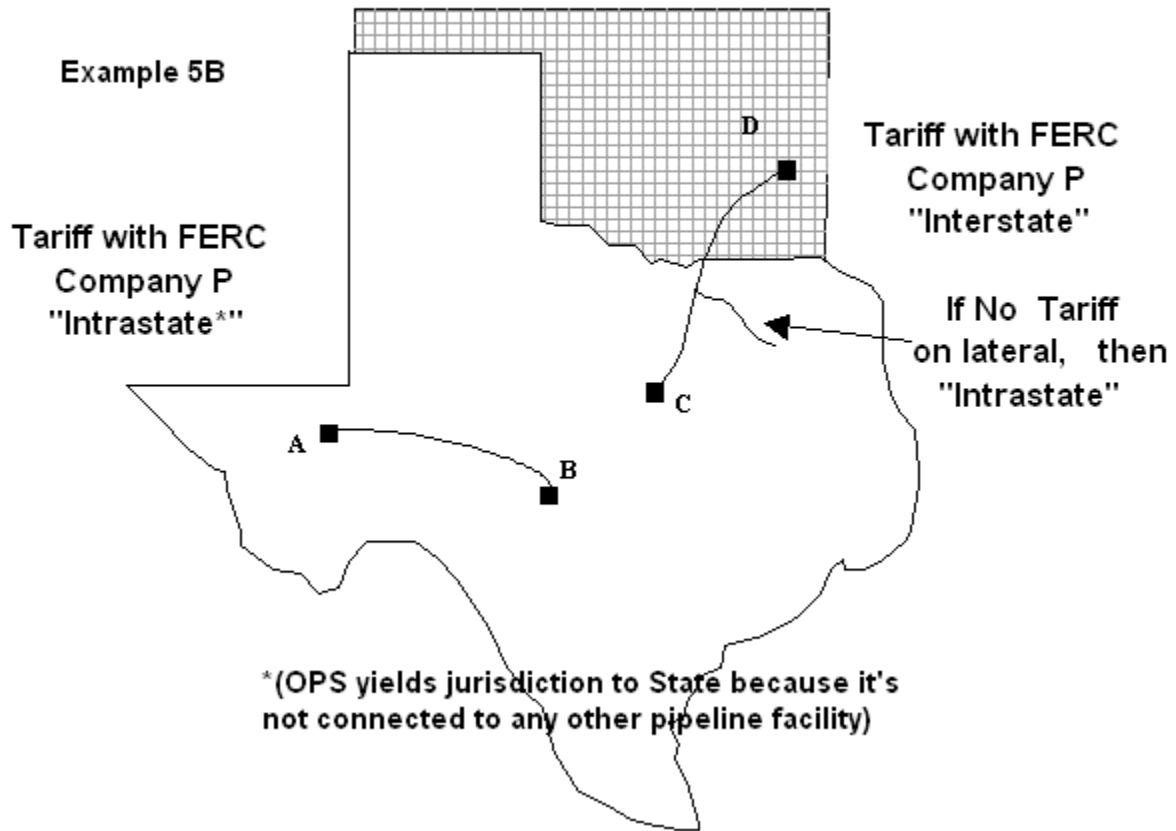 Example 5B
D
Tariff with FERC
Company P
"Interstate"
Tariff with FERC
Company P
"Intrastate*"
If No Tariff
on lateral, then
"Intrastate"
C
A
B
*(OPS yields jurisdiction to State because it's
not connected to any other pipeline facility)